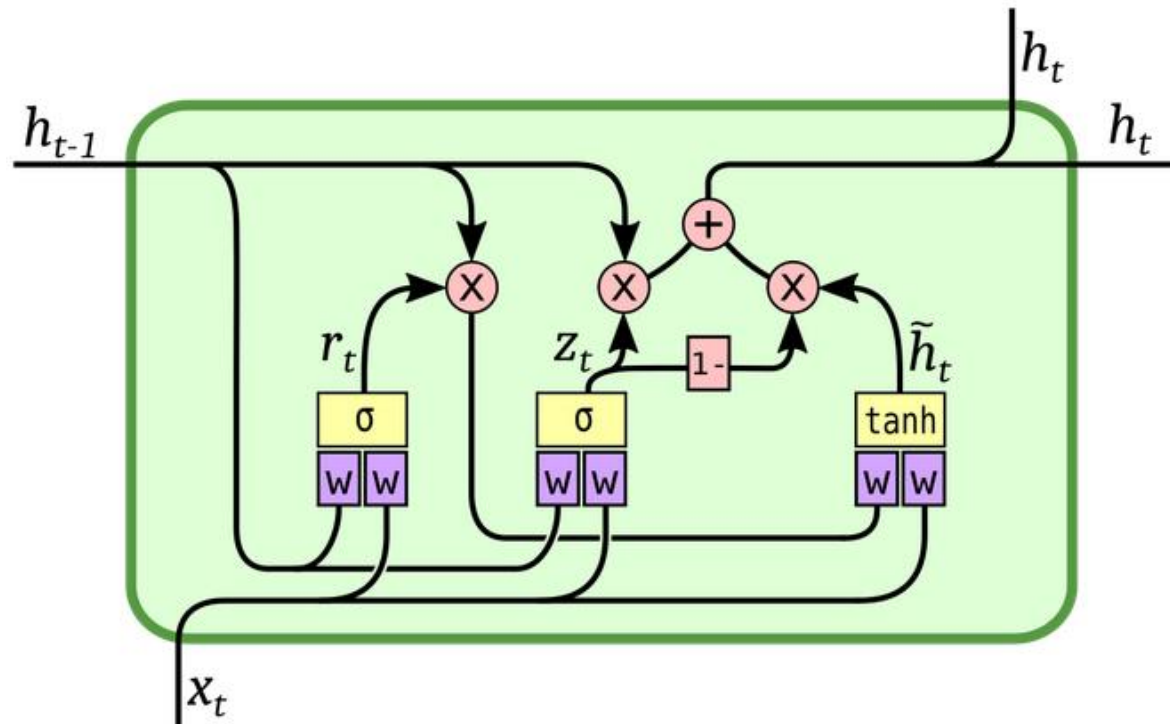 h_t
h_{t-1} h_t
+
x x x
r_t z_t 1- h̃_t
σ σ tanh
w w w w w w
x_t